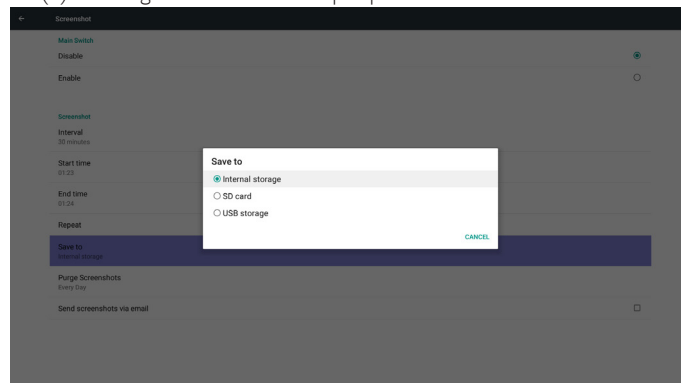 Screenshot
Main Switch
Disable
Enable
Screenshot
Interval
30 minutes
Start time
01:23
End time
01:24
Repeat
Save to
Internal storage
Purge Screenshots
Every Day
Send screenshots via email
Save to
Internal storage
SD card
USB storage
CANCEL